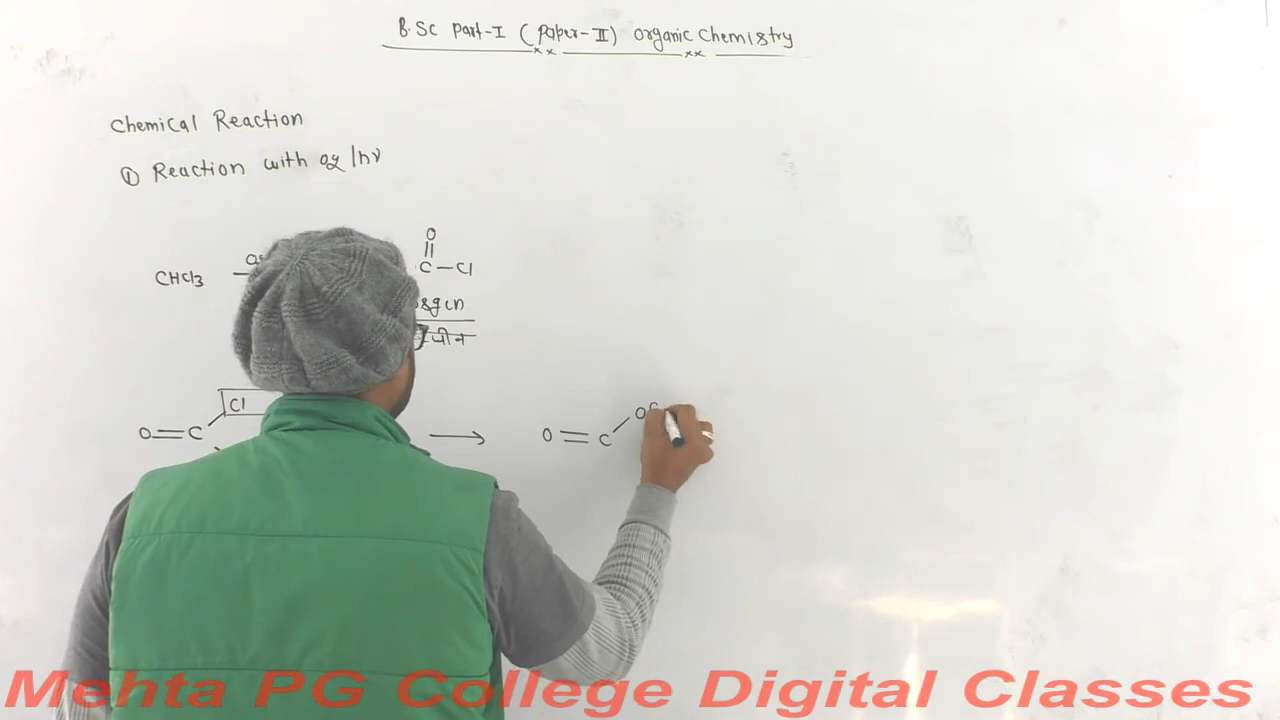 B.Sc Part-I (Paper-II) Organic Chemistry
Chemical Reaction
① Reaction with O2/hν
O
CHCl3
C—Cl
Cl
O=C
O=C
Mehta PG College Digital Classes